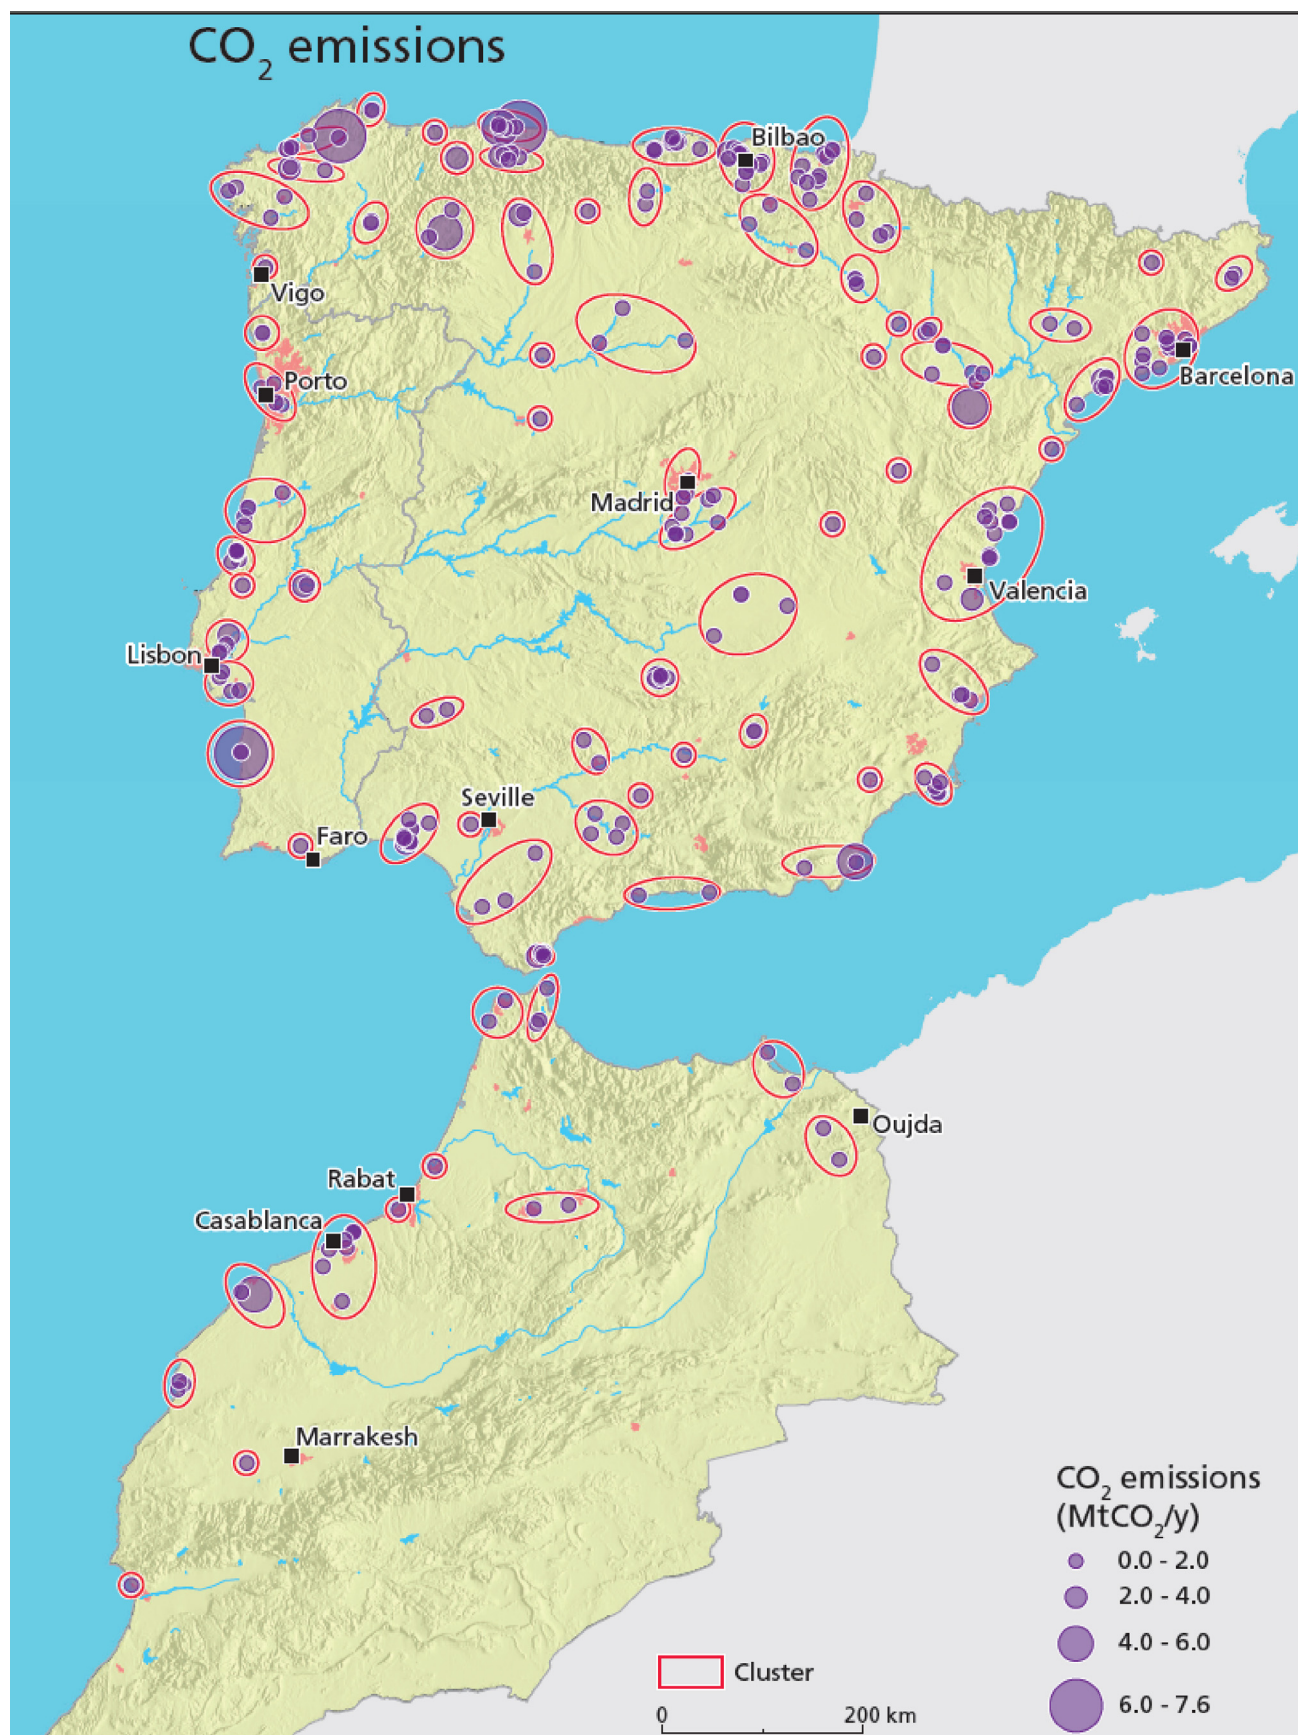 CO2 emissions
Bilbao
Vigo
Barcelona
Porto
Madrid
Valencia
Lisbon
Seville
Faro
Oujda
Rabat
Casablanca
Marrakesh
CO2 emissions
(MtCO2/y)
0.0 - 2.0
2.0 - 4.0
4.0 - 6.0
6.0 - 7.6
Cluster
0 200 km